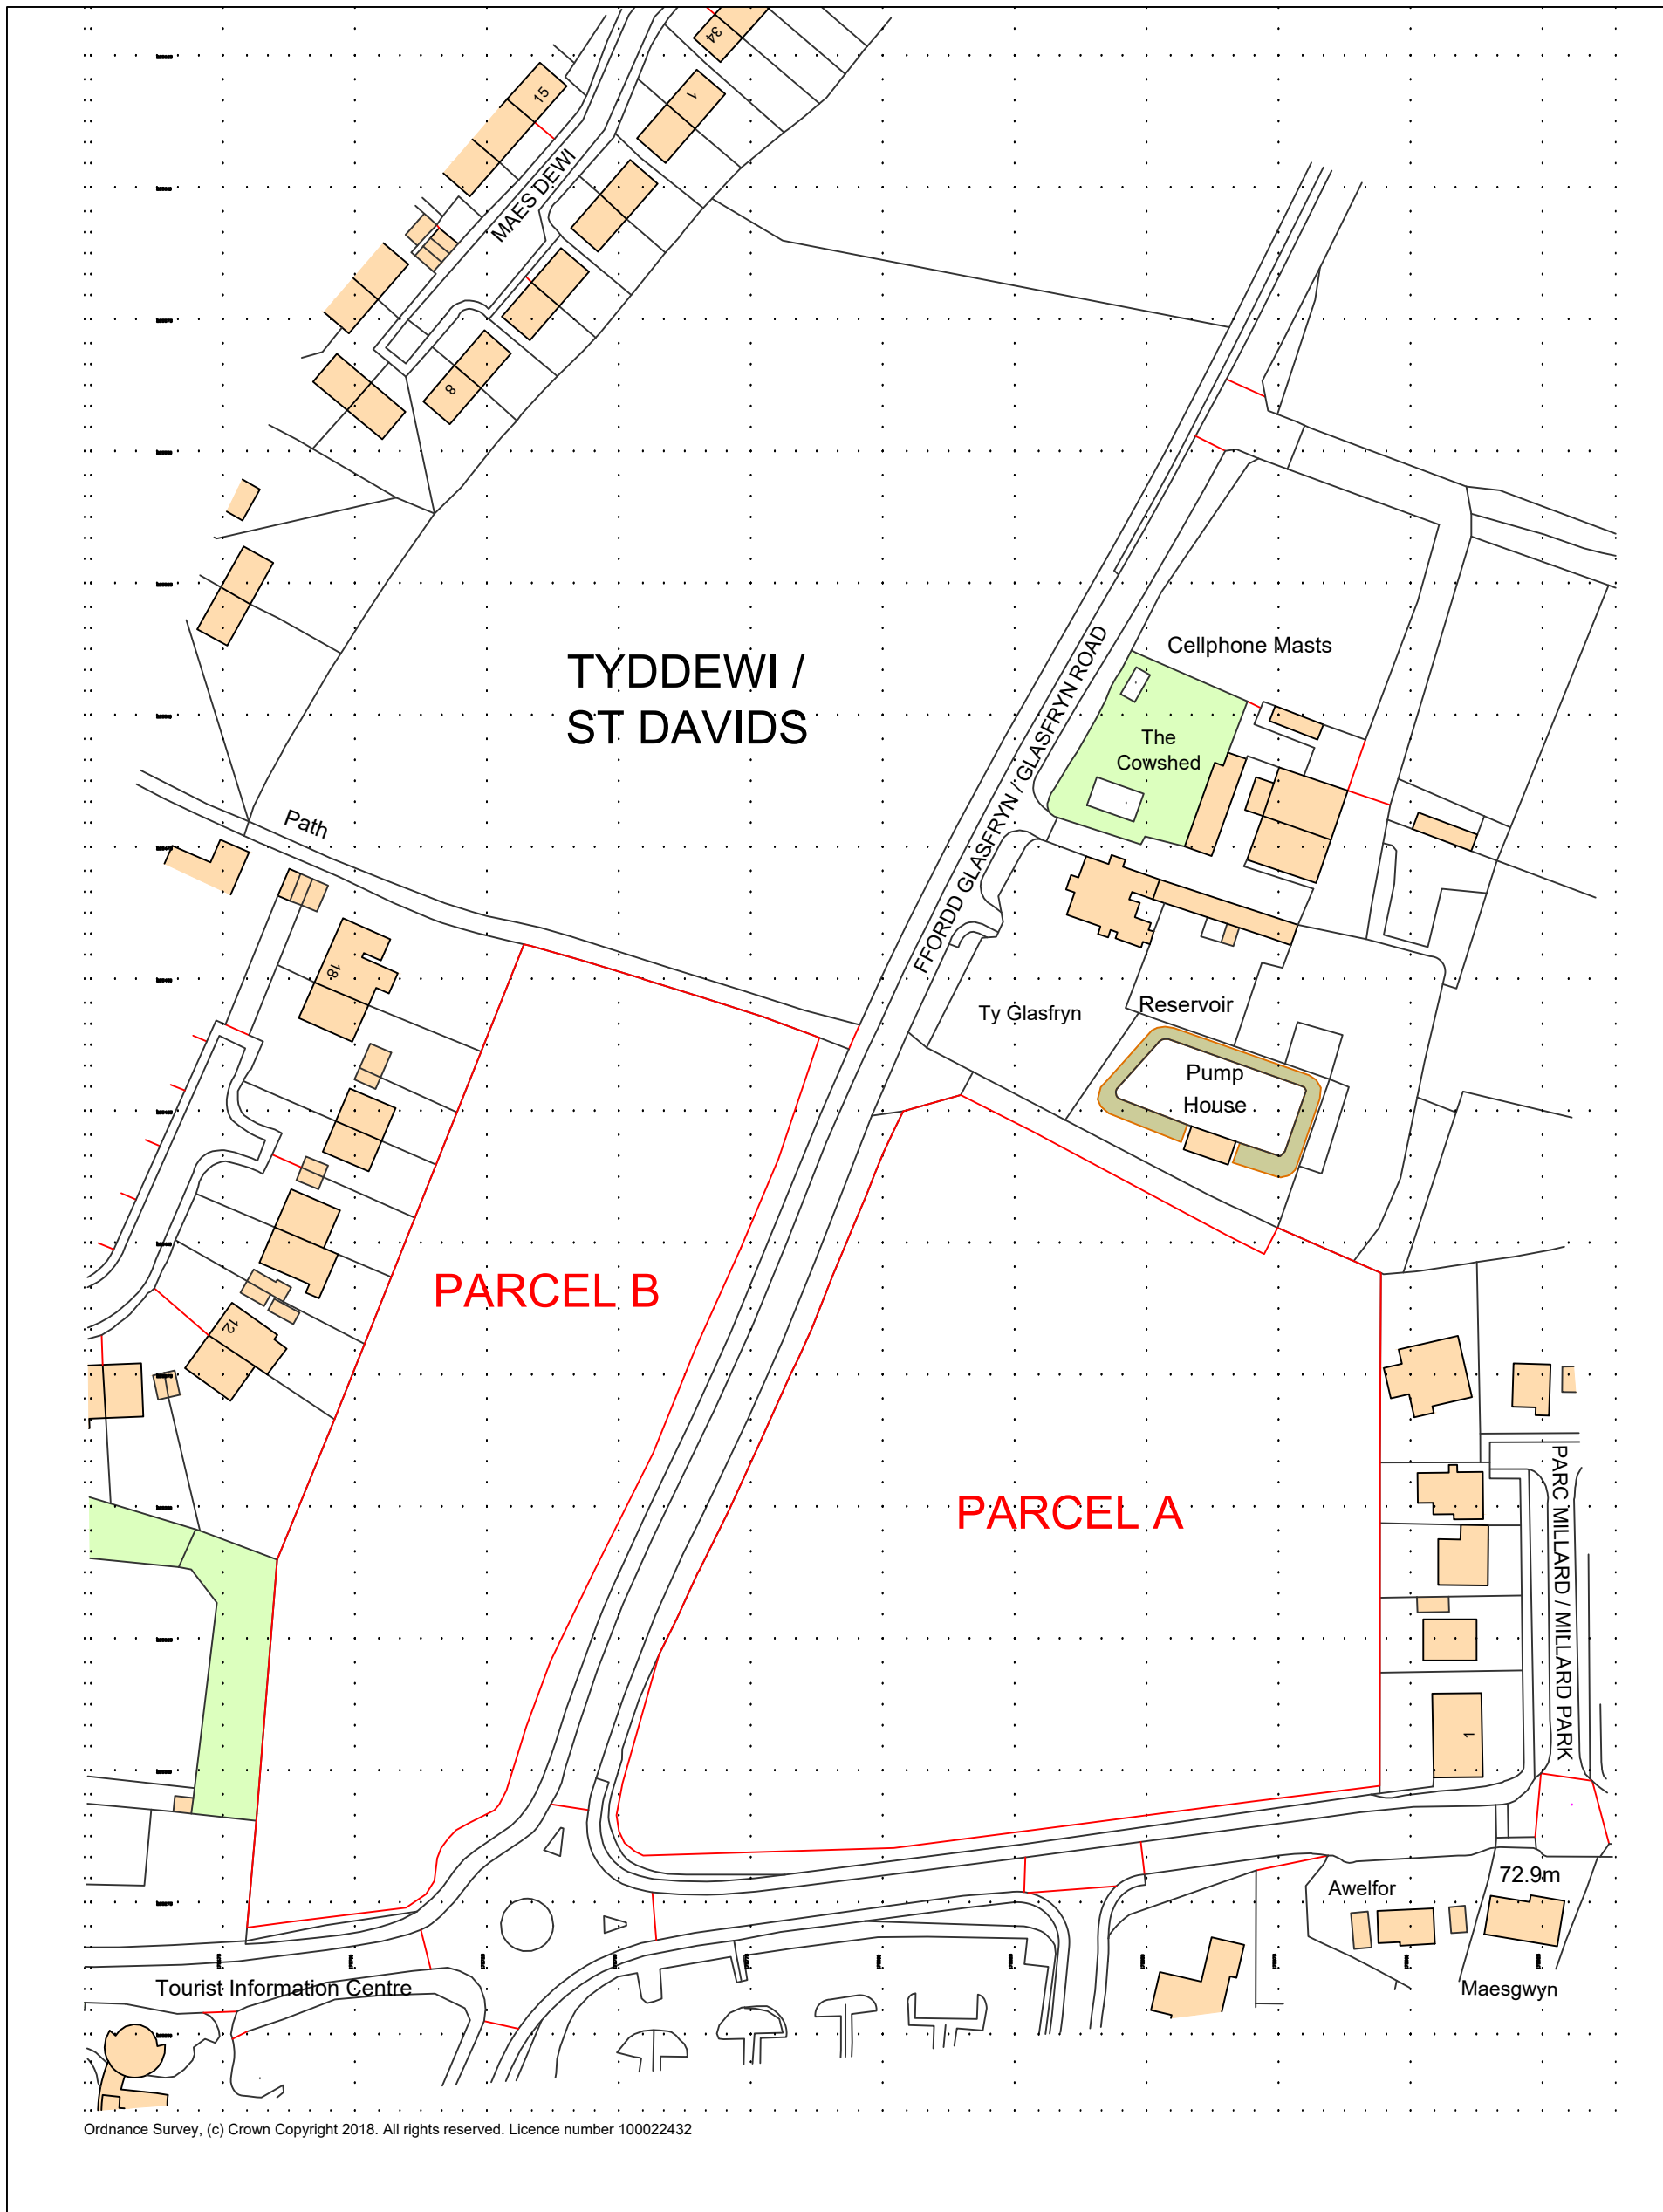 34
15
1
MAES DEWI
8
TYDDEWI /
ST DAVIDS
Cellphone Masts
FFORDD GLASFRYN / GLASFRYN ROAD
The
Cowshed
Path
18
Ty Glasfryn
Reservoir
Pump
House
PARCEL B
12
PARCEL A
PARC MILLARD / MILLARD PARK
1
72.9m
Awelfor
Maesgwyn
Tourist Information Centre
Ordnance Survey, (c) Crown Copyright 2018. All rights reserved. Licence number 100022432